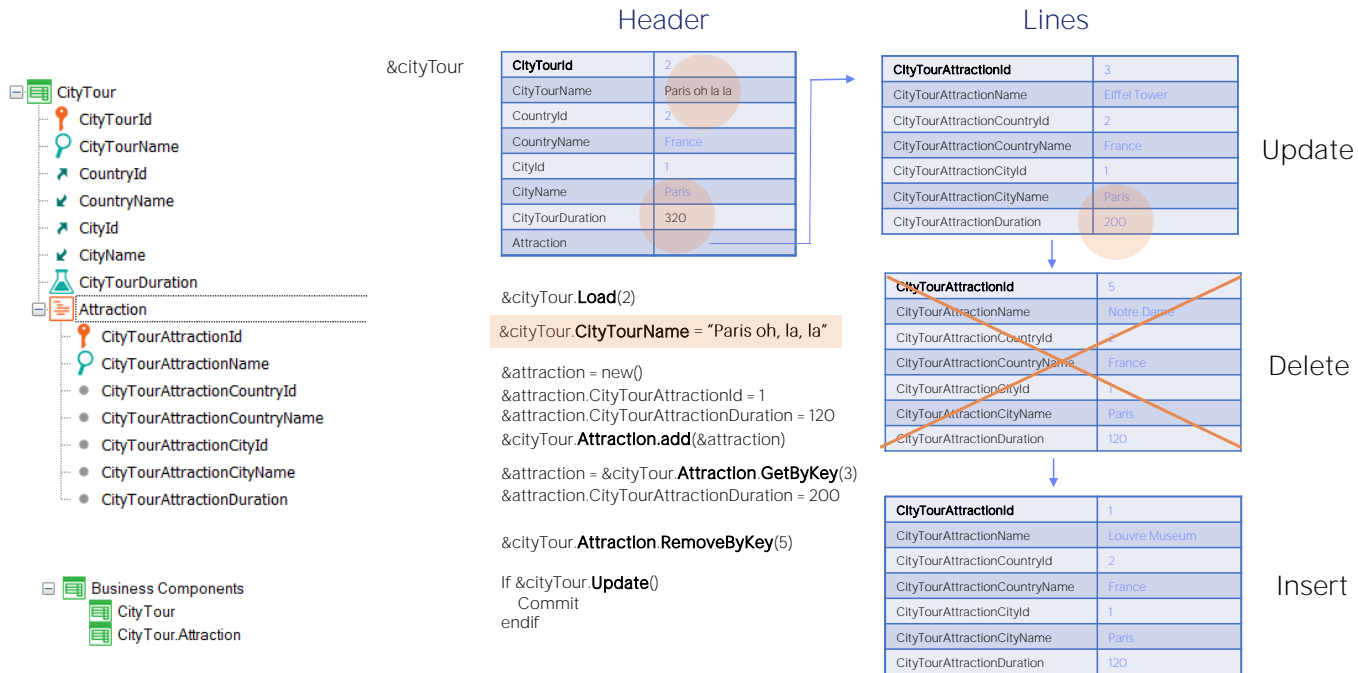 Header
Lines
&cityTour
CityTour
CityTourId
CityTourName
CountryId
CountryName
CityId
CityName
CityTourDuration
Attraction
CityTourAttractionId
CityTourAttractionName
CityTourAttractionCountryId
CityTourAttractionCountryName
CityTourAttractionCityId
CityTourAttractionCityName
CityTourAttractionDuration
Business Components
CityTour
CityTour.Attraction
CityTourId 2
CityTourName Paris oh la la
CountryId 2
CountryName France
CityId 1
CityName Paris
CityTourDuration 320
Attraction
&cityTour.Load(2)
&cityTour.CityTourName = “Paris oh, la, la”
&attraction = new()
&attraction.CityTourAttractionId = 1
&attraction.CityTourAttractionDuration = 120
&cityTour.Attraction.add(&attraction)
&attraction = &cityTour.Attraction.GetByKey(3)
&attraction.CityTourAttractionDuration = 200
&cityTour.Attraction.RemoveByKey(5)
If &cityTour.Update()
Commit
endif
CityTourAttractionId 3
CityTourAttractionName Eiffel Tower
CityTourAttractionCountryId 2
CityTourAttractionCountryName France
CityTourAttractionCityId 1
CityTourAttractionCityName Paris
CityTourAttractionDuration 200
Update
CityTourAttractionId 5
CityTourAttractionName Notre Dame
CityTourAttractionCountryId 2
CityTourAttractionCountryName France
CityTourAttractionCityId 1
CityTourAttractionCityName Paris
CityTourAttractionDuration 120
Delete
CityTourAttractionId 1
CityTourAttractionName Louvre Museum
CityTourAttractionCountryId 2
CityTourAttractionCountryName France
CityTourAttractionCityId 1
CityTourAttractionCityName Paris
CityTourAttractionDuration 120
Insert